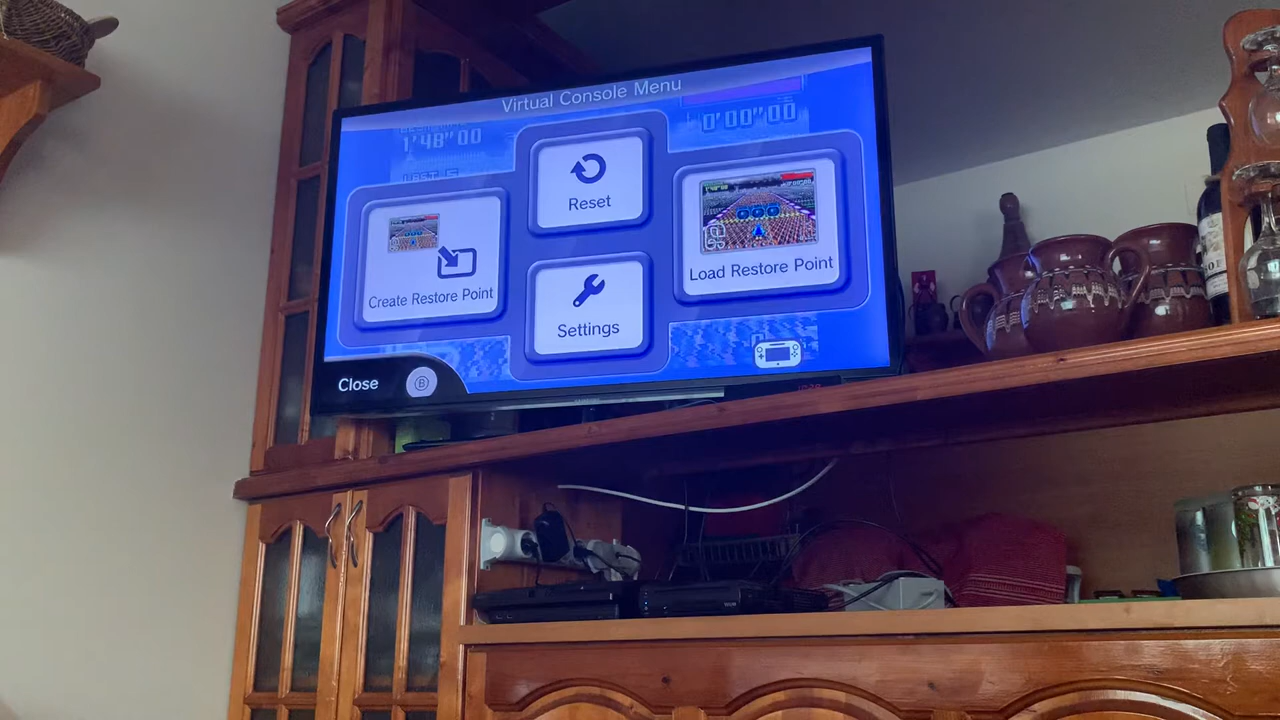 Virtual Console Menu
1'48"00
0'00"00
Reset
Load Restore Point
Create Restore Point
Settings
Close
B